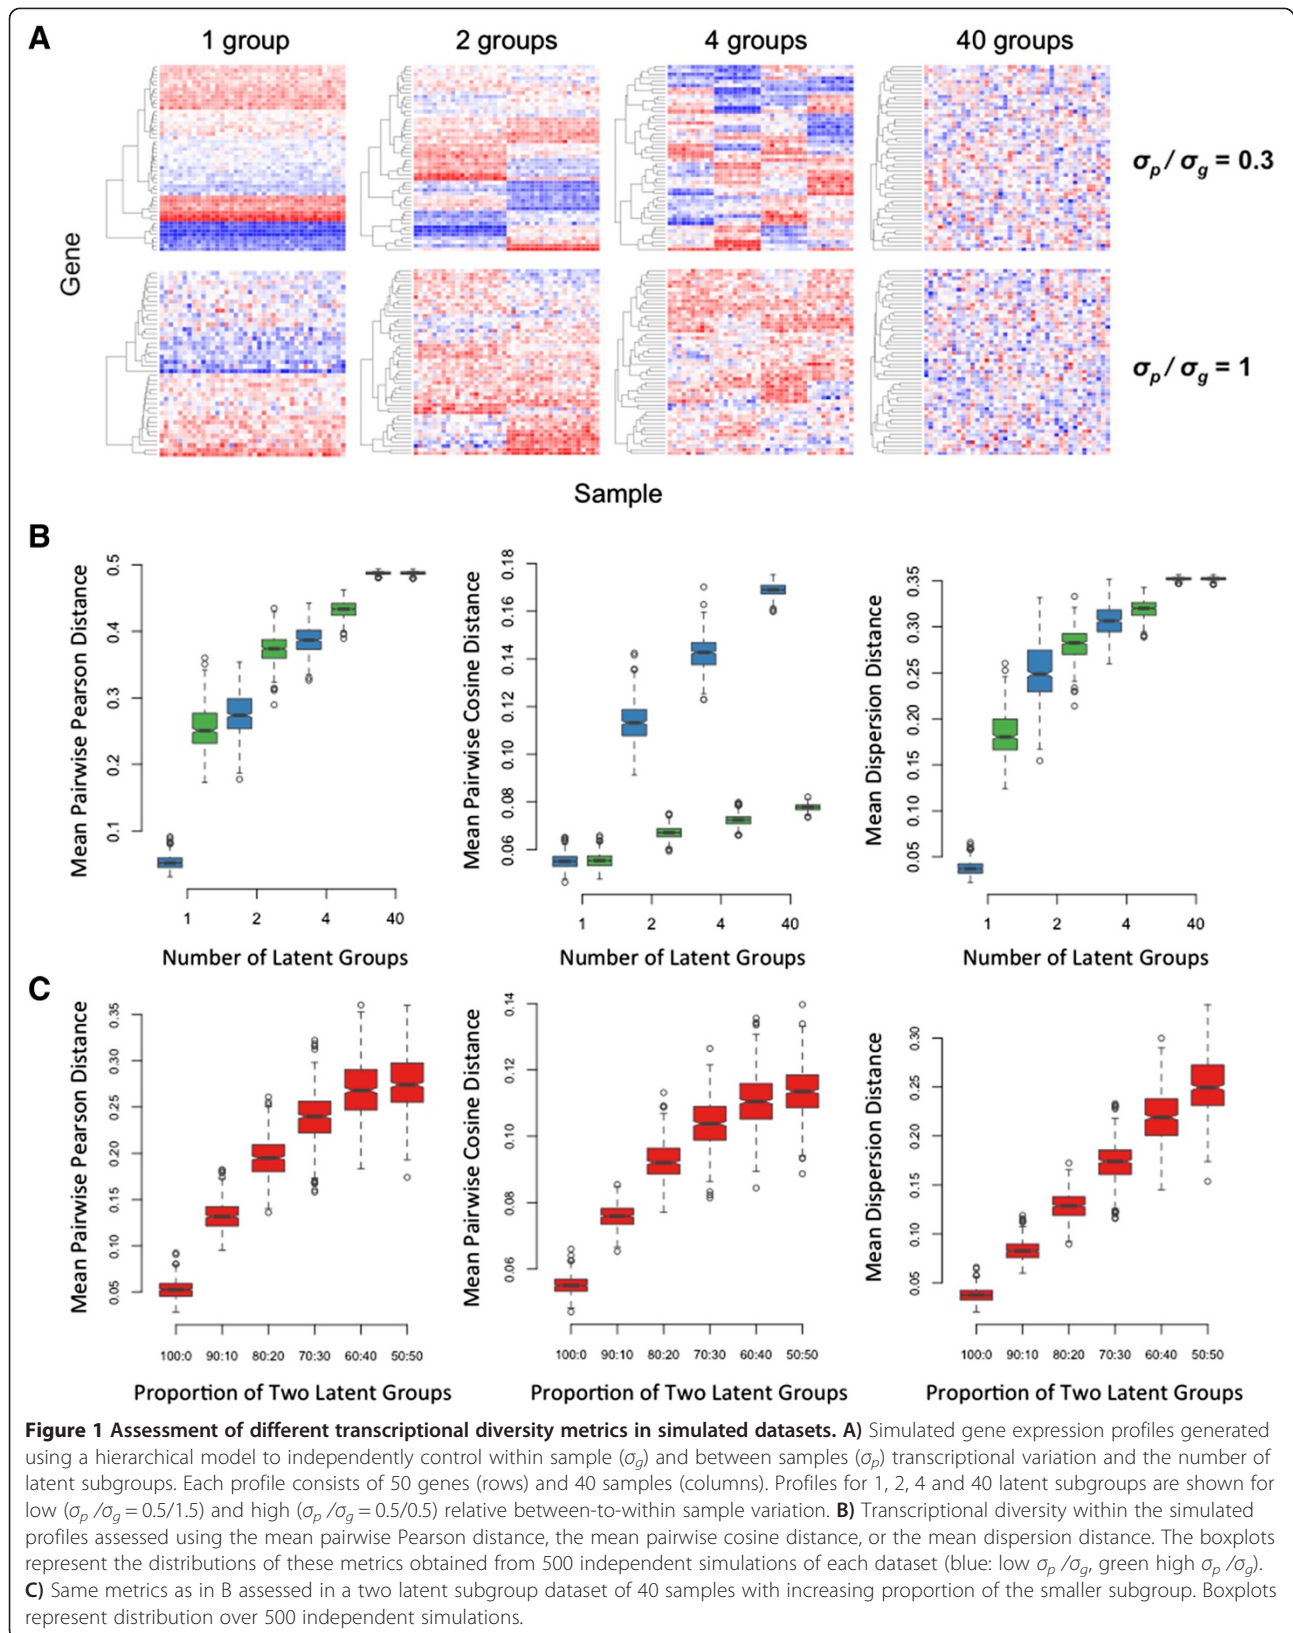 A
1 group
2 groups
4 groups
40 groups
Gene
σp / σg = 0.3
σp / σg = 1
Sample
B
Mean Pairwise Pearson Distance
0.5
0.4
0.3
0.2
0.1
1
2
4
40
Number of Latent Groups
Mean Pairwise Cosine Distance
0.18
0.16
0.14
0.12
0.10
0.08
0.06
1
2
4
40
Number of Latent Groups
Mean Dispersion Distance
0.35
0.30
0.25
0.20
0.15
0.10
0.05
1
2
4
40
Number of Latent Groups
C
Mean Pairwise Pearson Distance
0.35
0.30
0.25
0.20
0.15
0.10
0.05
100:0 90:10 80:20 70:30 60:40 50:50
Proportion of Two Latent Groups
Mean Pairwise Cosine Distance
0.14
0.12
0.10
0.08
0.06
100:0 90:10 80:20 70:30 60:40 50:50
Proportion of Two Latent Groups
Mean Dispersion Distance
0.30
0.25
0.20
0.15
0.10
0.05
100:0 90:10 80:20 70:30 60:40 50:50
Proportion of Two Latent Groups
Figure 1 Assessment of different transcriptional diversity metrics in simulated datasets. A) Simulated gene expression profiles generated
using a hierarchical model to independently control within sample (σg) and between samples (σp) transcriptional variation and the number of
latent subgroups. Each profile consists of 50 genes (rows) and 40 samples (columns). Profiles for 1, 2, 4 and 40 latent subgroups are shown for
low (σp /σg = 0.5/1.5) and high (σp /σg = 0.5/0.5) relative between-to-within sample variation. B) Transcriptional diversity within the simulated
profiles assessed using the mean pairwise Pearson distance, the mean pairwise cosine distance, or the mean dispersion distance. The boxplots
represent the distributions of these metrics obtained from 500 independent simulations of each dataset (blue: low σp /σg, green high σp /σg).
C) Same metrics as in B assessed in a two latent subgroup dataset of 40 samples with increasing proportion of the smaller subgroup. Boxplots
represent distribution over 500 independent simulations.